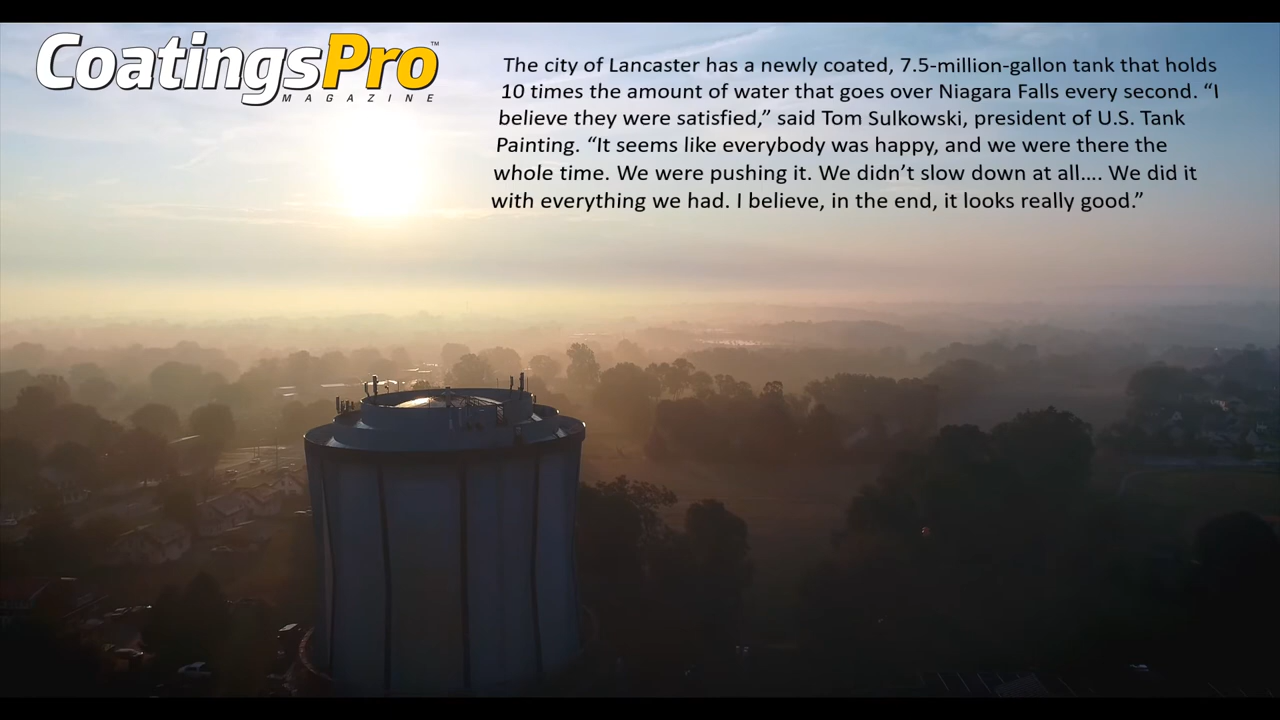 CoatingsPro™
MAGAZINE
The city of Lancaster has a newly coated, 7.5-million-gallon tank that holds
10 times the amount of water that goes over Niagara Falls every second. “I
believe they were satisfied,” said Tom Sulkowski, president of U.S. Tank
Painting. “It seems like everybody was happy, and we were there the
whole time. We were pushing it. We didn’t slow down at all…. We did it
with everything we had. I believe, in the end, it looks really good.”